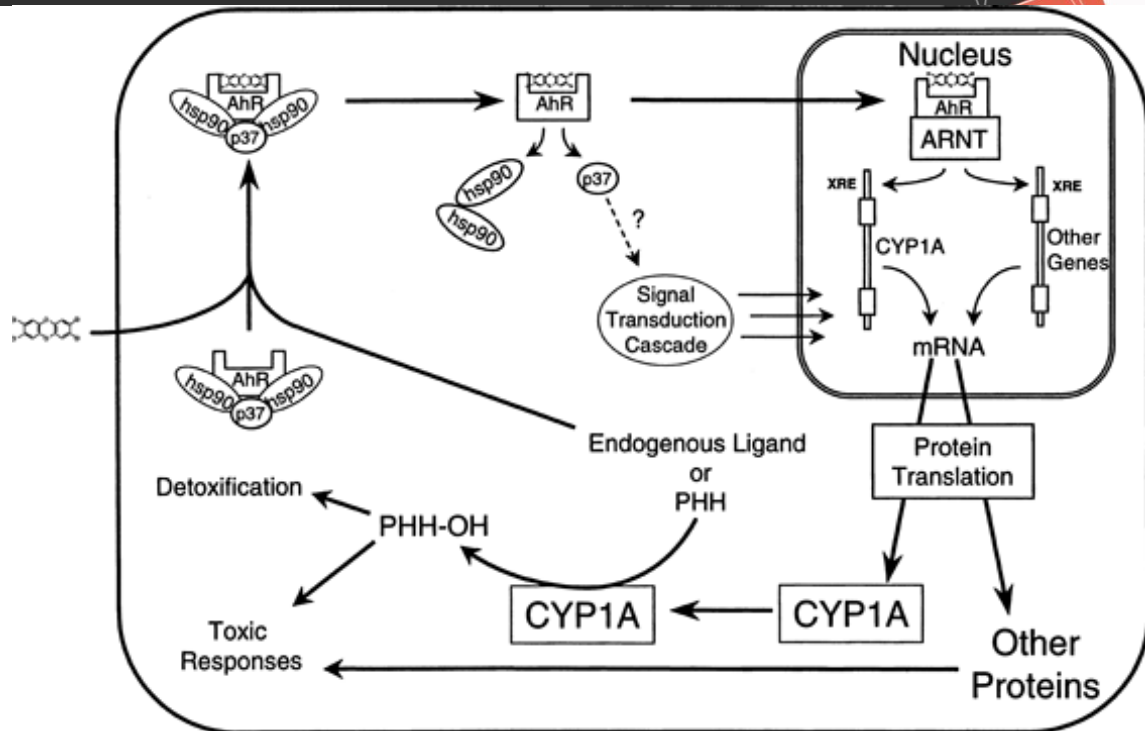 Nucleus
AhR
hsp90
hsp90
p37
AhR
hsp90
hsp90
p37
?
AhR
ARNT
XRE
XRE
CYP1A
Other
Genes
Signal
Transduction
Cascade
mRNA
AhR
hsp90
hsp90
p37
Endogenous Ligand
or
PHH
Protein
Translation
Detoxification
PHH-OH
CYP1A
CYP1A
Toxic
Responses
Other
Proteins